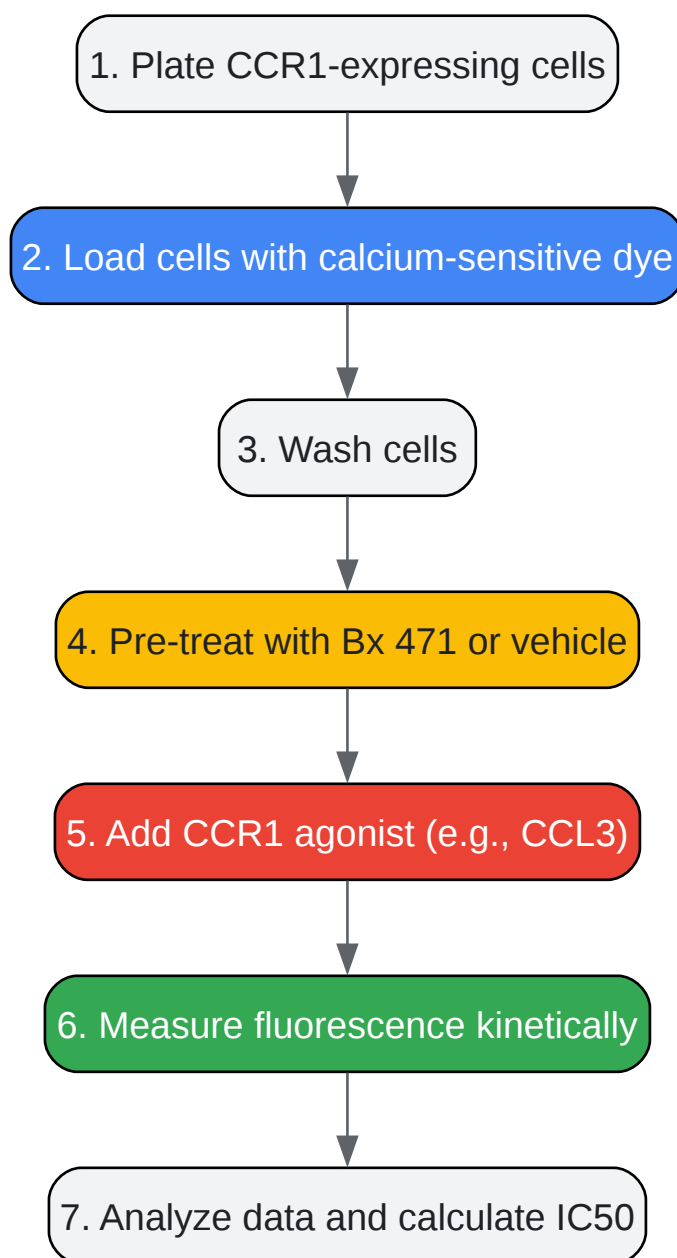 1. Plate CCR1-expressing cells
2. Load cells with calcium-sensitive dye
3. Wash cells
4. Pre-treat with Bx 471 or vehicle
5. Add CCR1 agonist (e.g., CCL3)
6. Measure fluorescence kinetically
7. Analyze data and calculate IC50